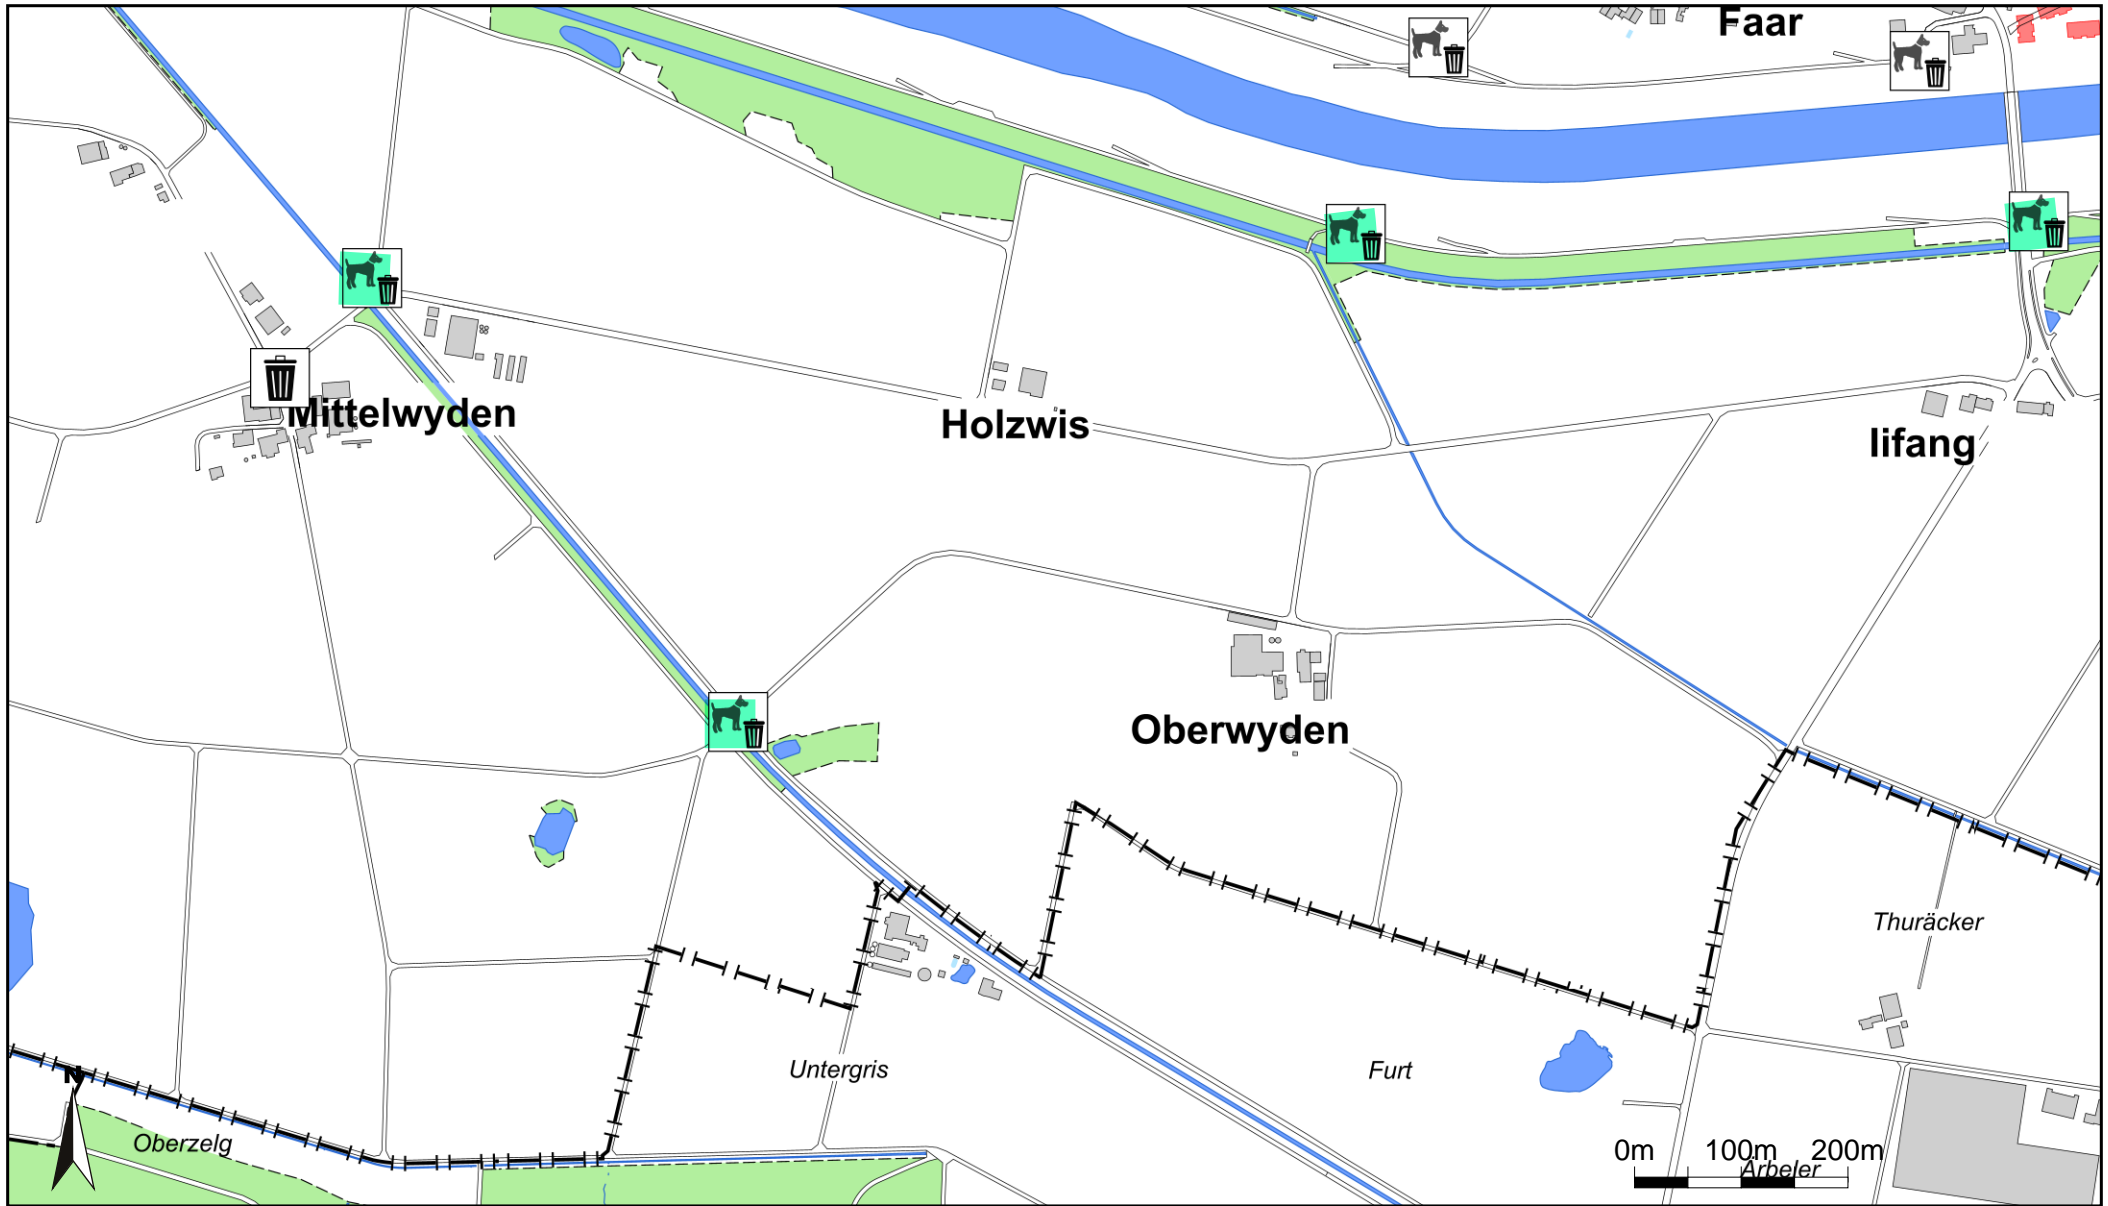 Faar
Mittelwyden
Holzwis
Iifang
Oberwyden
Thuräcker
Untergris
Furt
N
Oberzelg
0m 100m 200m
Arbeler